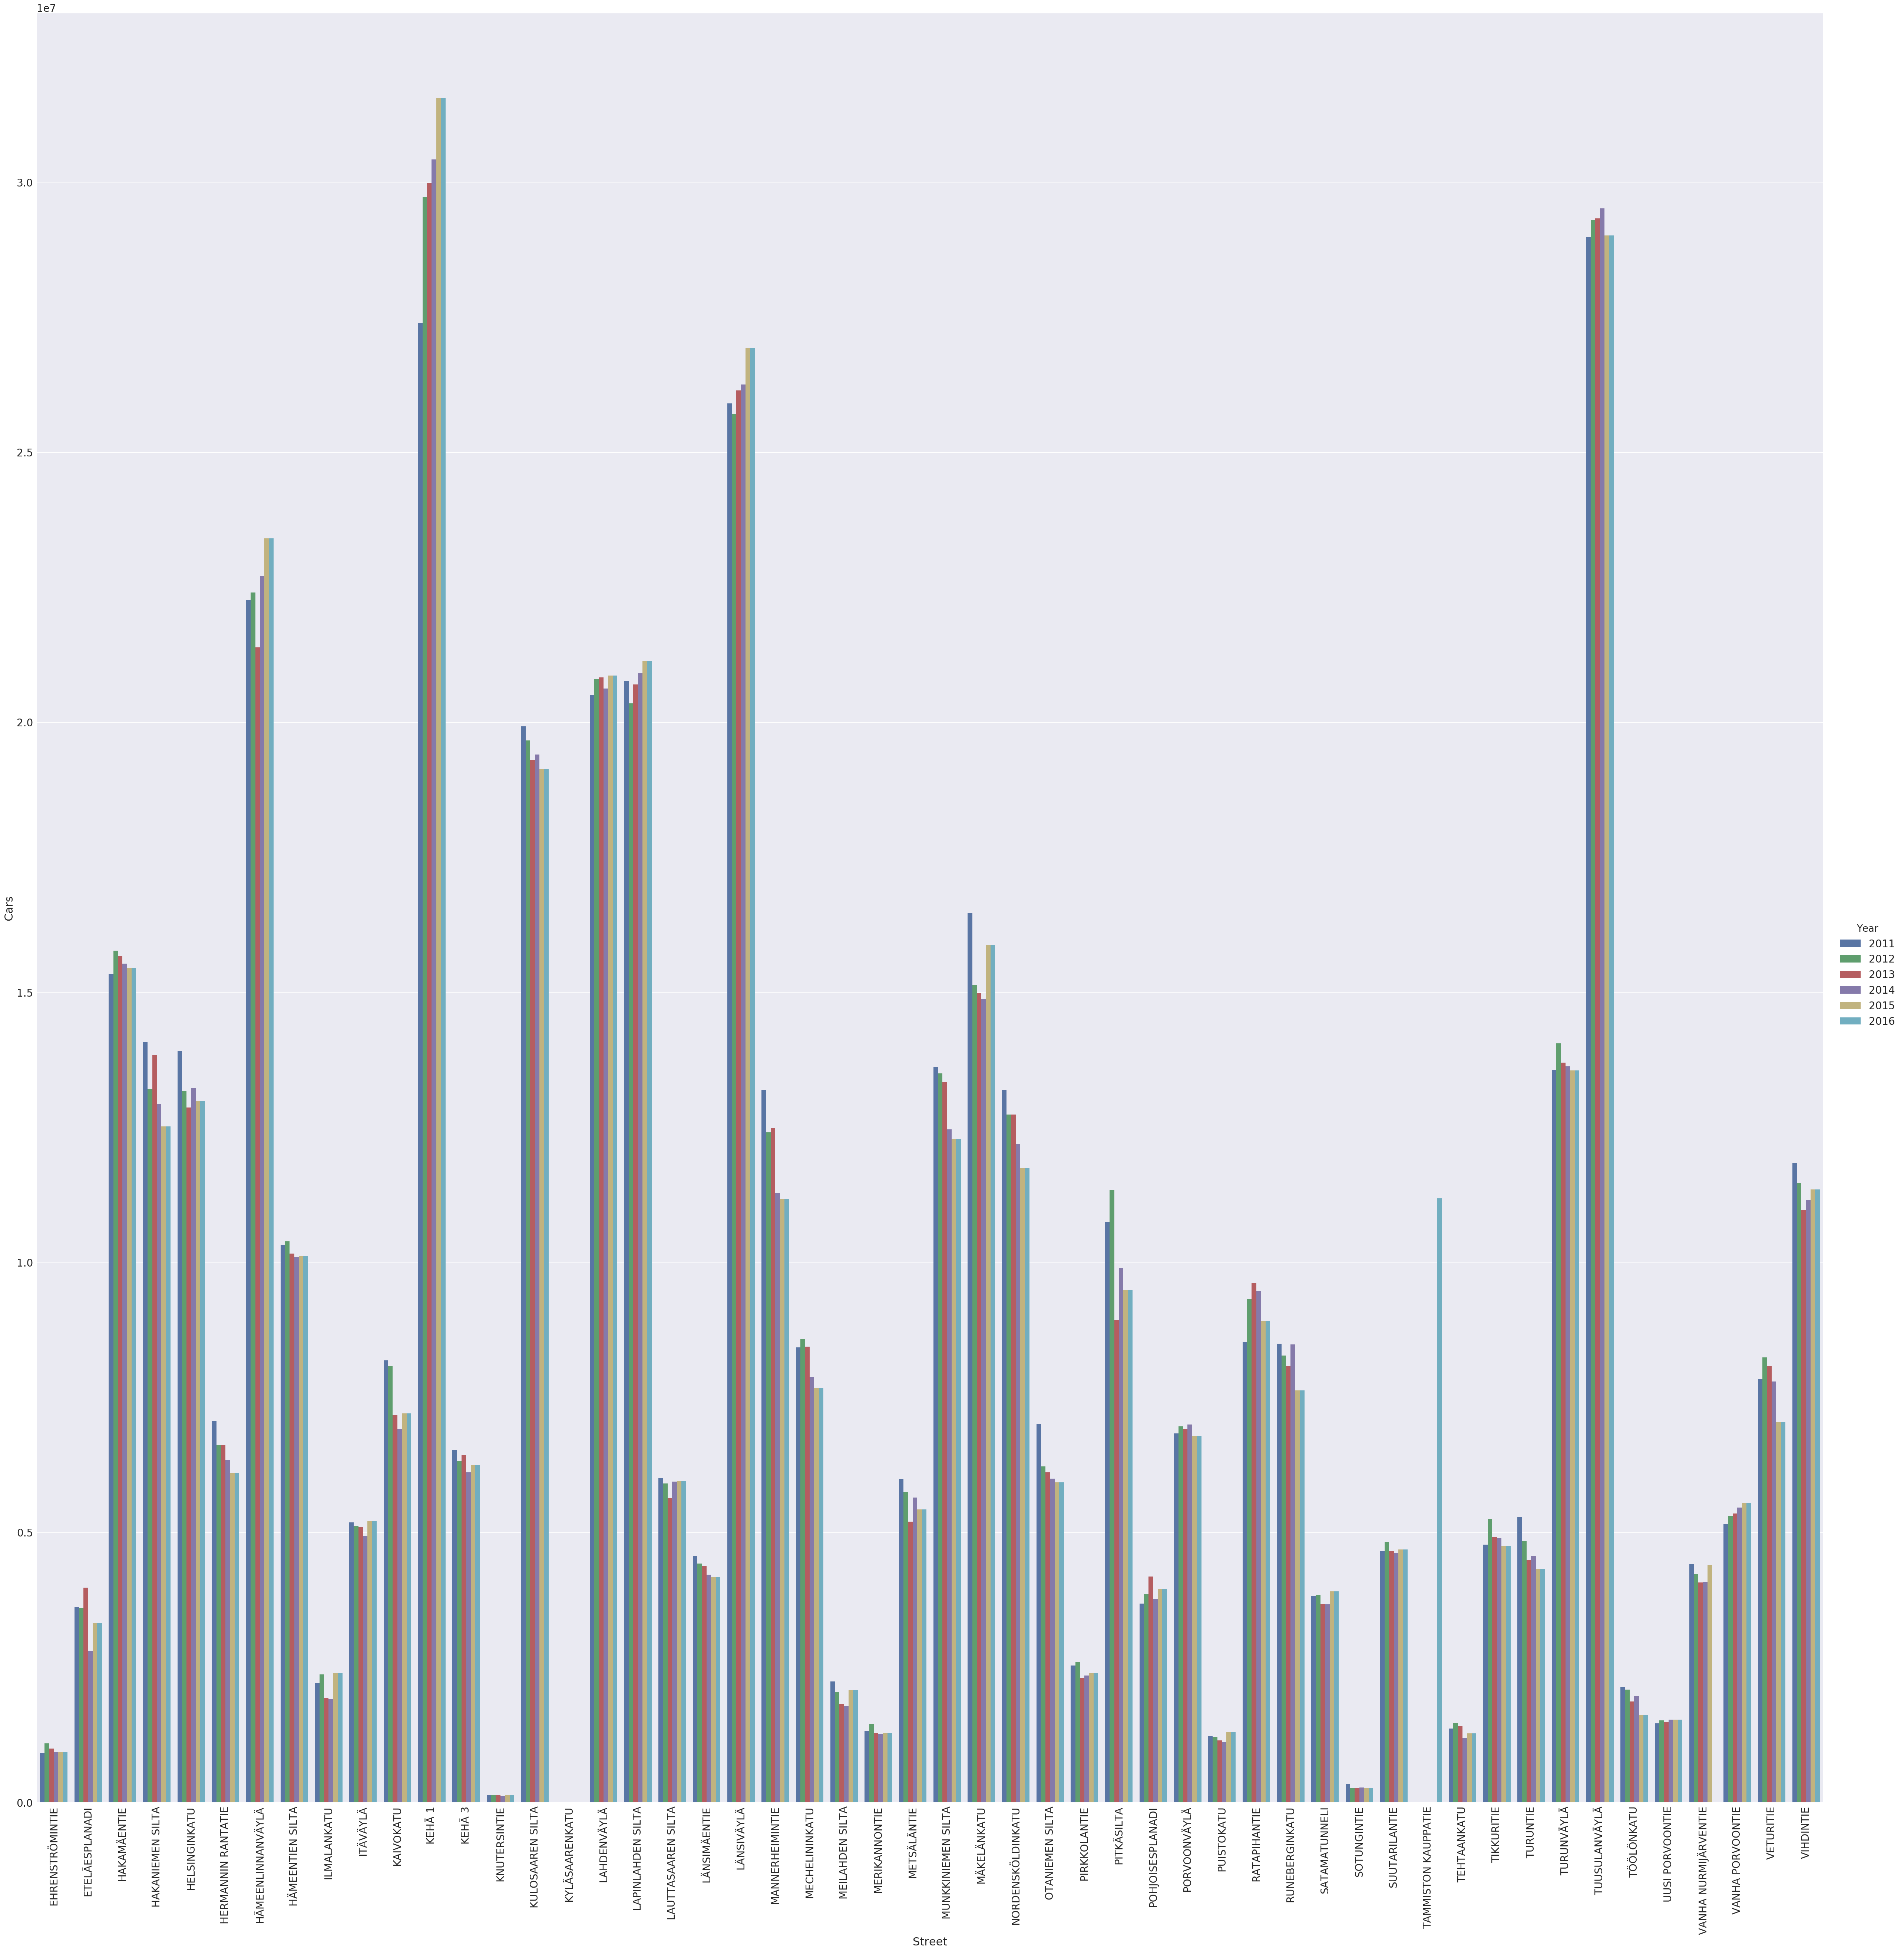 1e7
3.0
2.5
2.0
1.5
1.0
0.5
0.0
Cars
EHRENSTRÖMINTIE
ETELÄESPLANADI
HAKAMÄENTIE
HAKANIEMEN SILTA
HELSINGINKATU
HERMANNIN RANTATIE
HÄMEENLINNANVÄYLÄ
HÄMEENTIEN SILTA
ILMALANKATU
ITÄVÄYLÄ
KAIVOKATU
KEHÄ 1
KEHÄ 3
KNUTERSINTIE
KULOSAAREN SILTA
KYLÄSAARENKATU
LAHDENVÄYLÄ
LAPINLAHDEN SILTA
LAUTTASAAREN SILTA
LÄNSIMÄENTIE
LÄNSIVÄYLÄ
MANNERHEIMINTIE
MECHELININKATU
MEILAHDEN SILTA
MERIKANNONTIE
METSÄLÄNTIE
MUNKKINIEMEN SILTA
MÄKELÄNKATU
NORDENSKÖLDINKATU
OTANIEMEN SILTA
PIRKKOLANTIE
PITKÄSILTA
POHJOISESPLANADI
PORVOONVÄYLÄ
PUISTOKATU
RATAPIHANTIE
RUNEBERGINKATU
SATAMATUNNELI
SOTUNGINTIE
SUUTARILANTIE
TAMMISTON KAUPPATIE
TEHTAANKATU
TIKKURITIE
TURUNTIE
TURUNVÄYLÄ
TUUSULANVÄYLÄ
TÖÖLÖNKATU
UUSI PORVOONTIE
VANHA NURMIJÄRVENTIE
VANHA PORVOONTIE
VETURITIE
VIHDINTIE
Street
Year
2011
2012
2013
2014
2015
2016